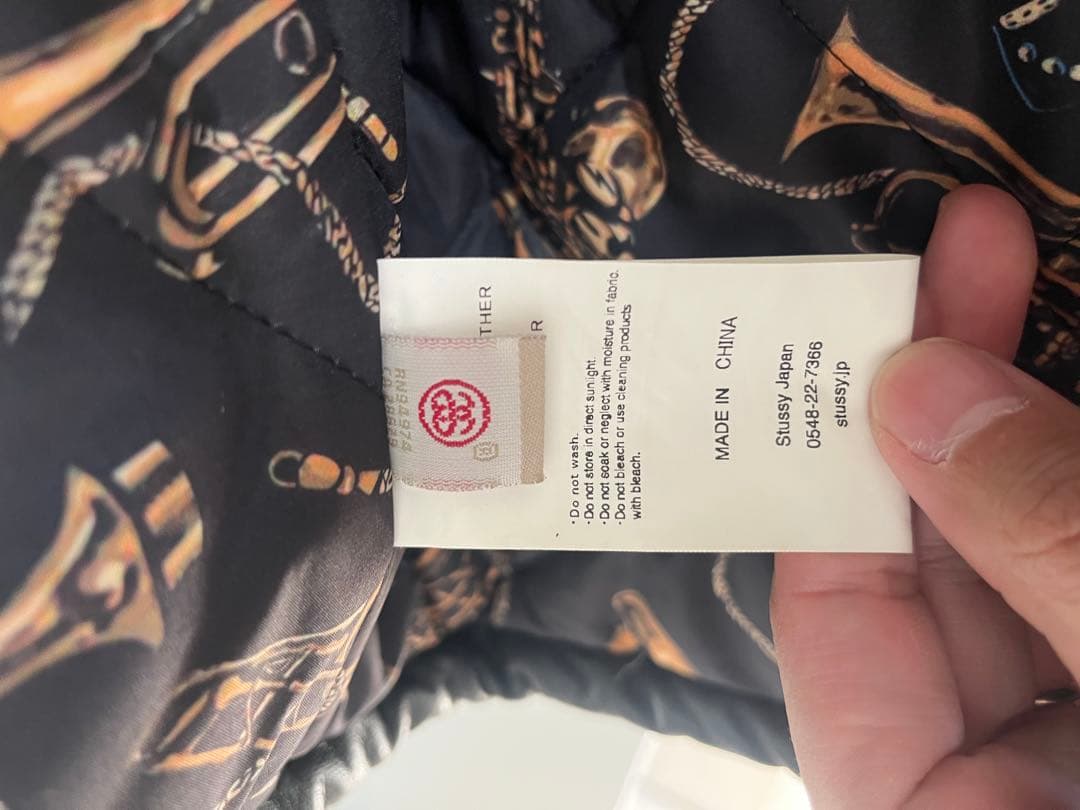 THER
R
RN94974
· Do not wash.
· Do not store in direct sunlight.
· Do not soak or neglect with moisture in fabric.
· Do not bleach or use cleaning products
with bleach.
MADE IN CHINA
Stussy Japan
0548-22-7366
stussy.jp